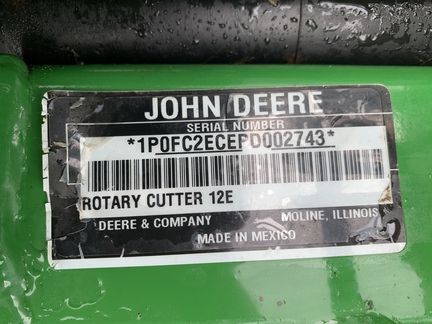 JOHN DEERE
SERIAL NUMBER
*1P0FC2ECEPD002743*
ROTARY CUTTER 12E
DEERE & COMPANY MOLINE, ILLINOIS
MADE IN MEXICO